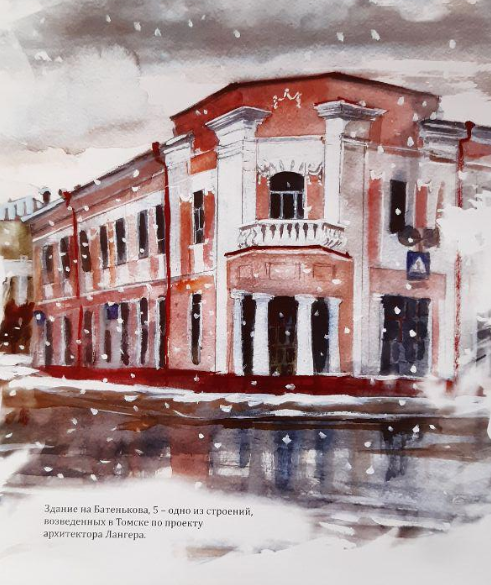 Здание на Батенькова, 5 – одно из строений,
возведенных в Томске по проекту
архитектора Лангера.